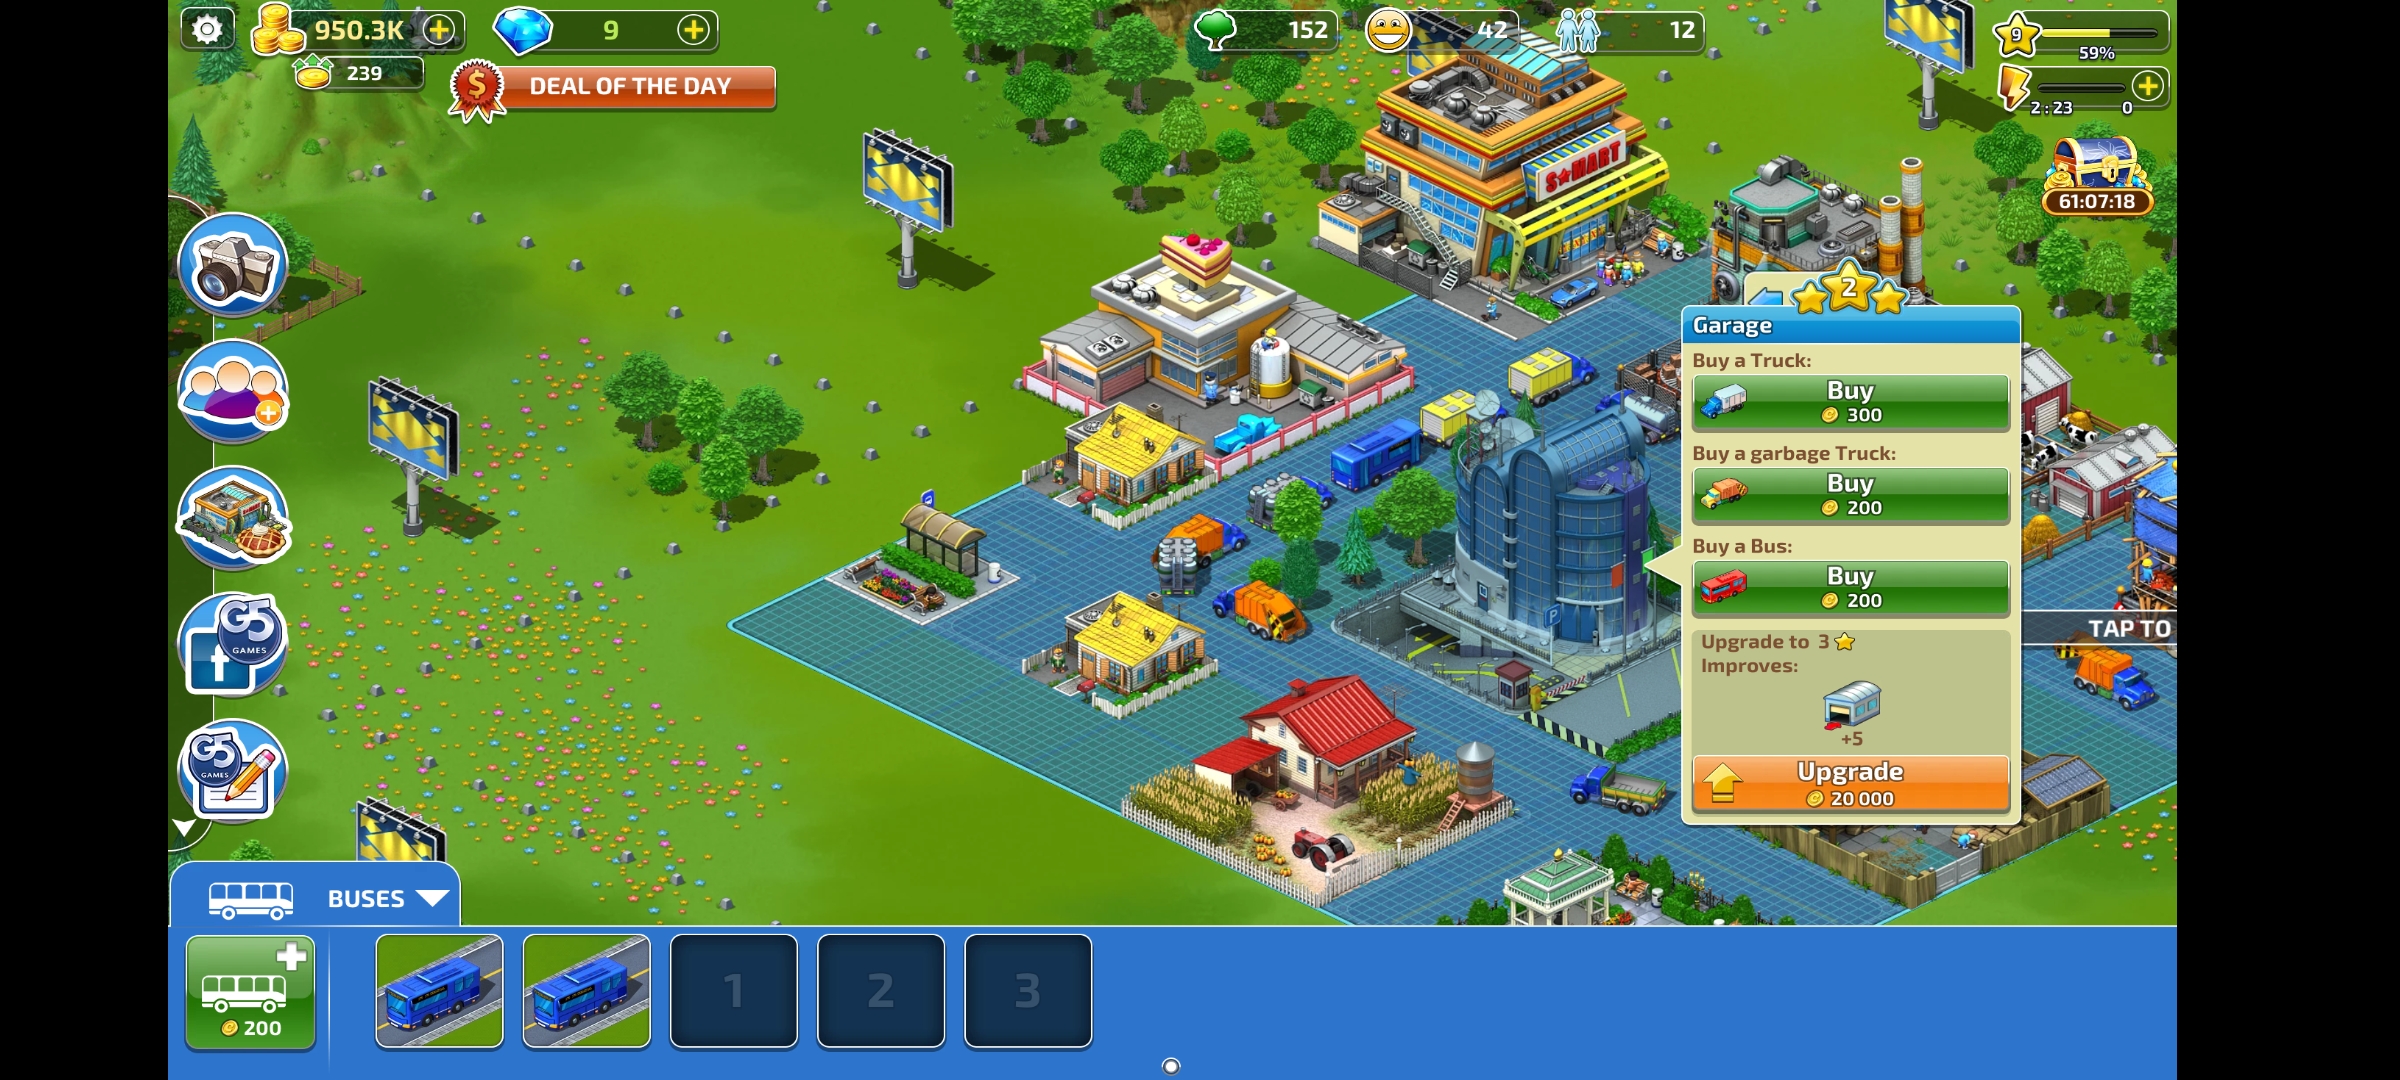 950.3K
9
152
42
12
9
59%
239
DEAL OF THE DAY
2:23
0
61:07:18
S★MART
2
Garage
Buy a Truck:
Buy
300
Buy a garbage Truck:
Buy
200
Buy a Bus:
Buy
200
Upgrade to 3
Improves:
+5
Upgrade
20 000
TAP TO
P
G5
GAMES
f
G5
GAMES
BUSES
200
1
2
3